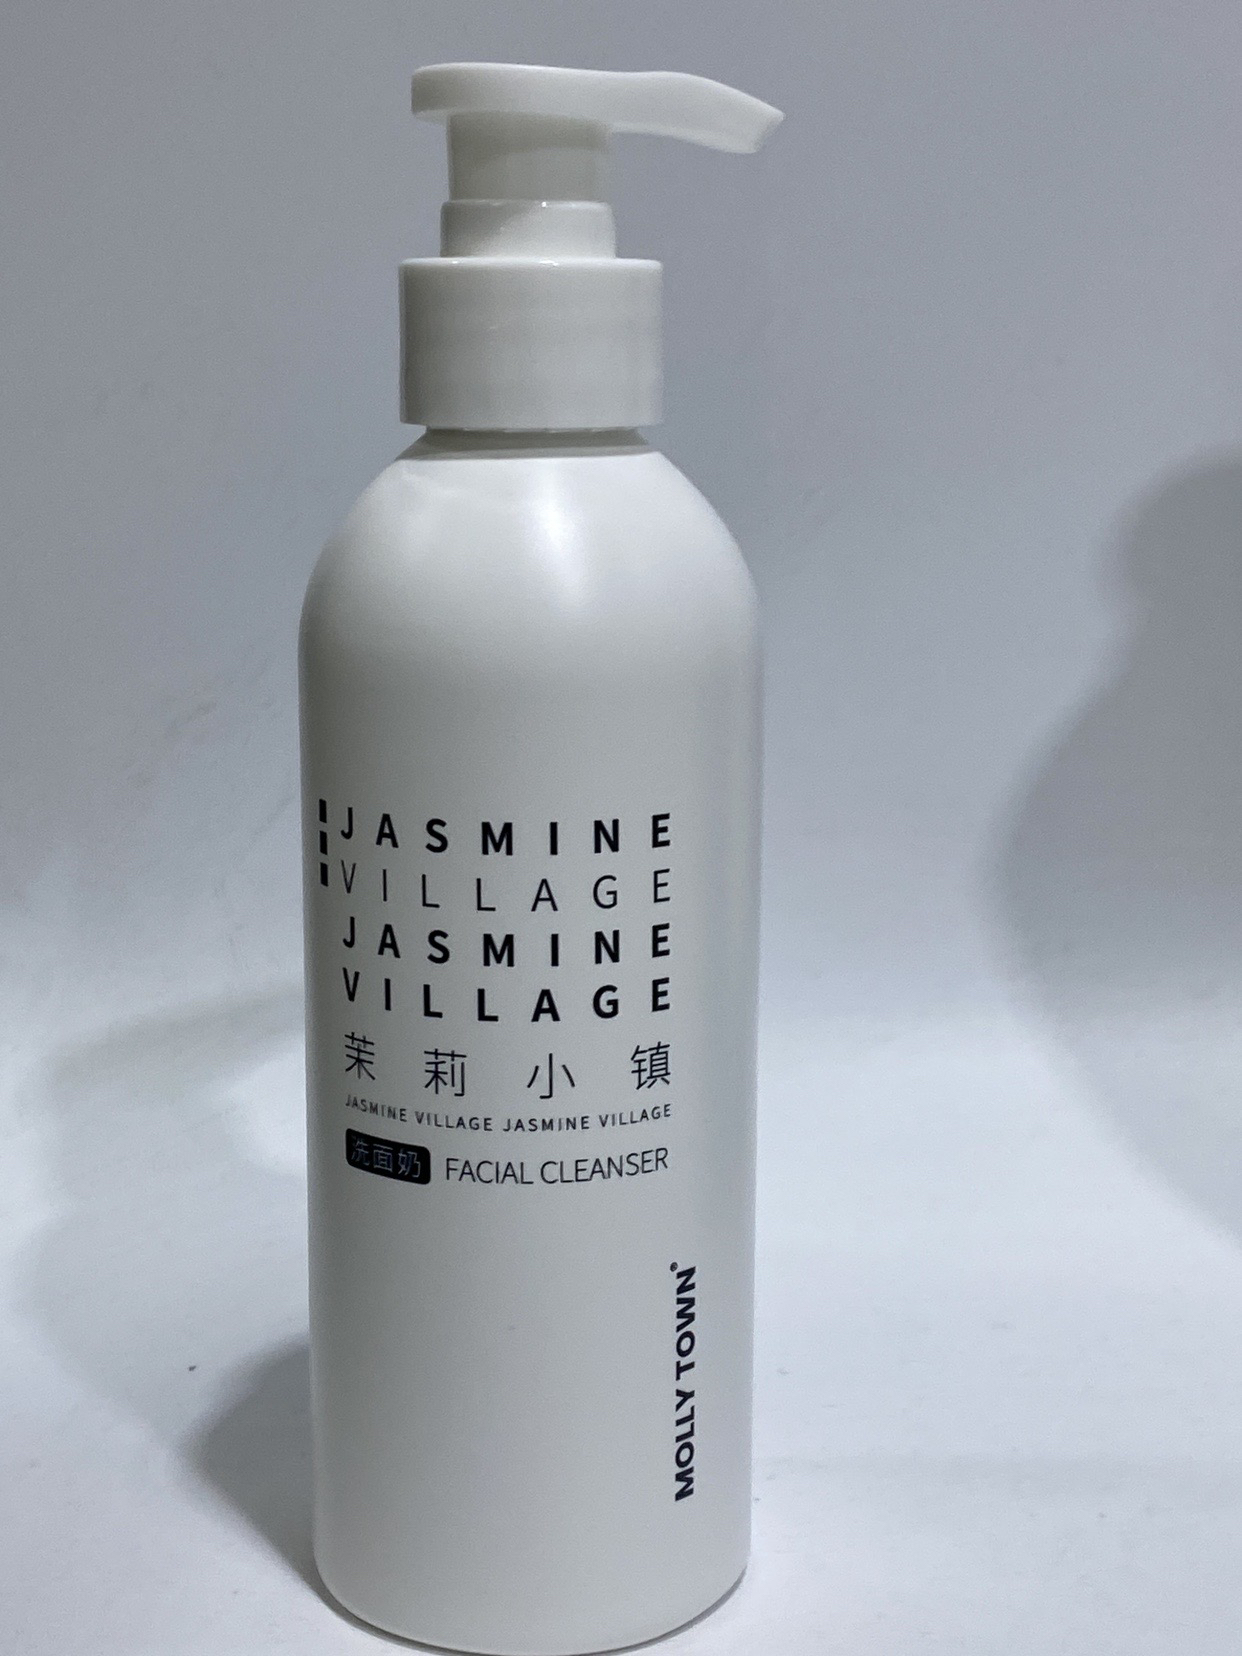 JASMINE
VILLAGE
JASMINE
VILLAGE
茉莉小镇
JASMINE VILLAGE JASMINE VILLAGE
洗面奶 FACIAL CLEANSER
MOLLY TOWN®